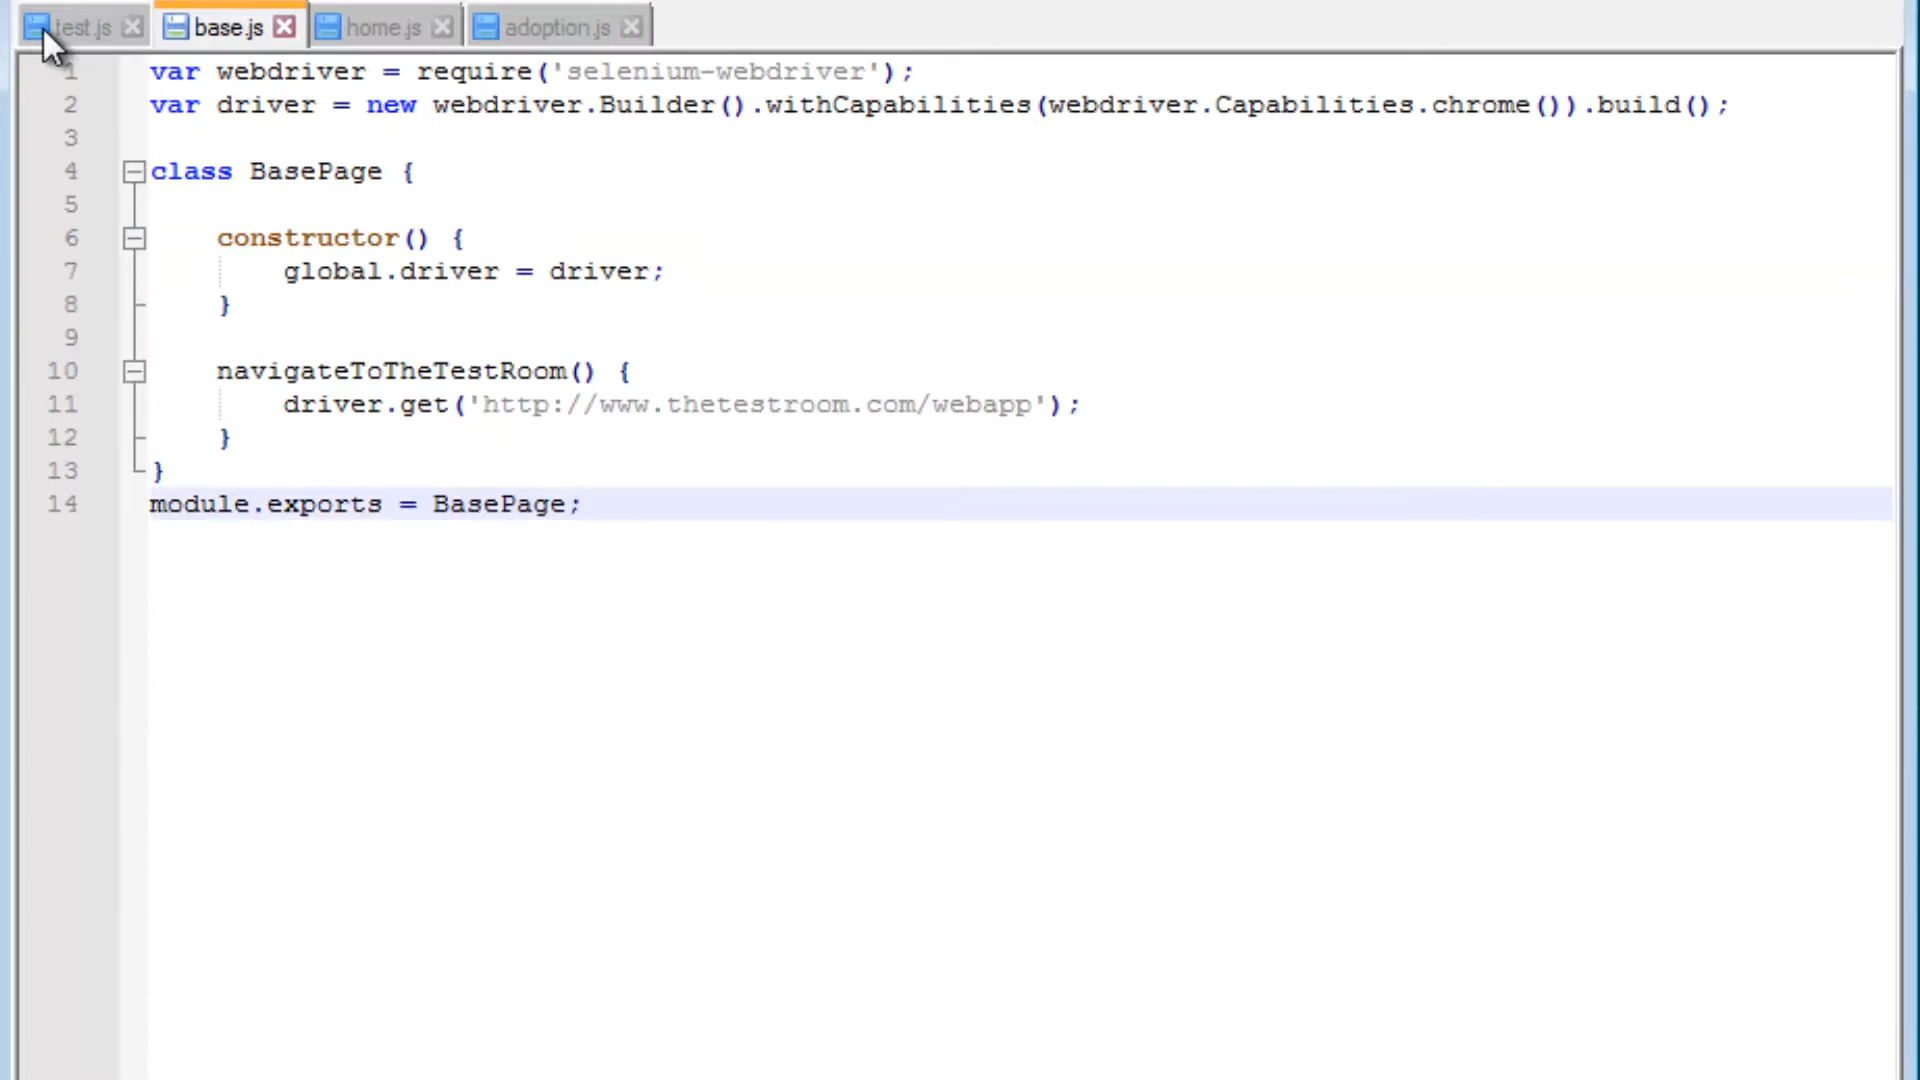 test.js base.js home.js adoption.js
1 var webdriver = require('selenium-webdriver');
2 var driver = new webdriver.Builder().withCapabilities(webdriver.Capabilities.chrome()).build();
3
4 class BasePage {
5
6 constructor() {
7 global.driver = driver;
8 }
9
10 navigateToTheTestRoom() {
11 driver.get('http://www.thetestroom.com/webapp');
12 }
13 }
14 module.exports = BasePage;